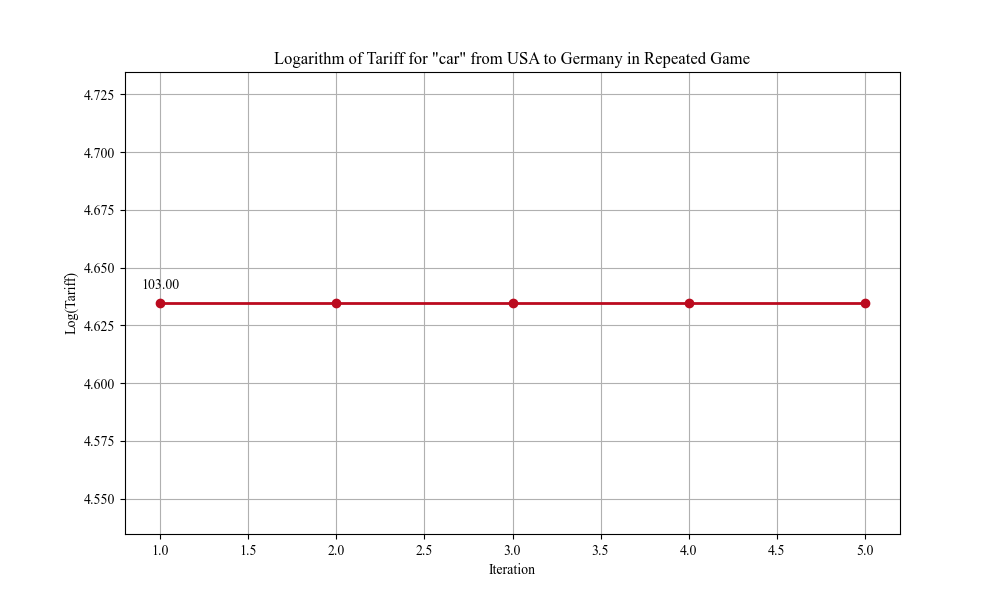 Logarithm of Tariff for "car" from USA to Germany in Repeated Game
4.725
4.700
4.675
4.650
4.625
4.600
4.575
4.550
Log(Tariff)
103.00
1.0 1.5 2.0 2.5 3.0 3.5 4.0 4.5 5.0
Iteration